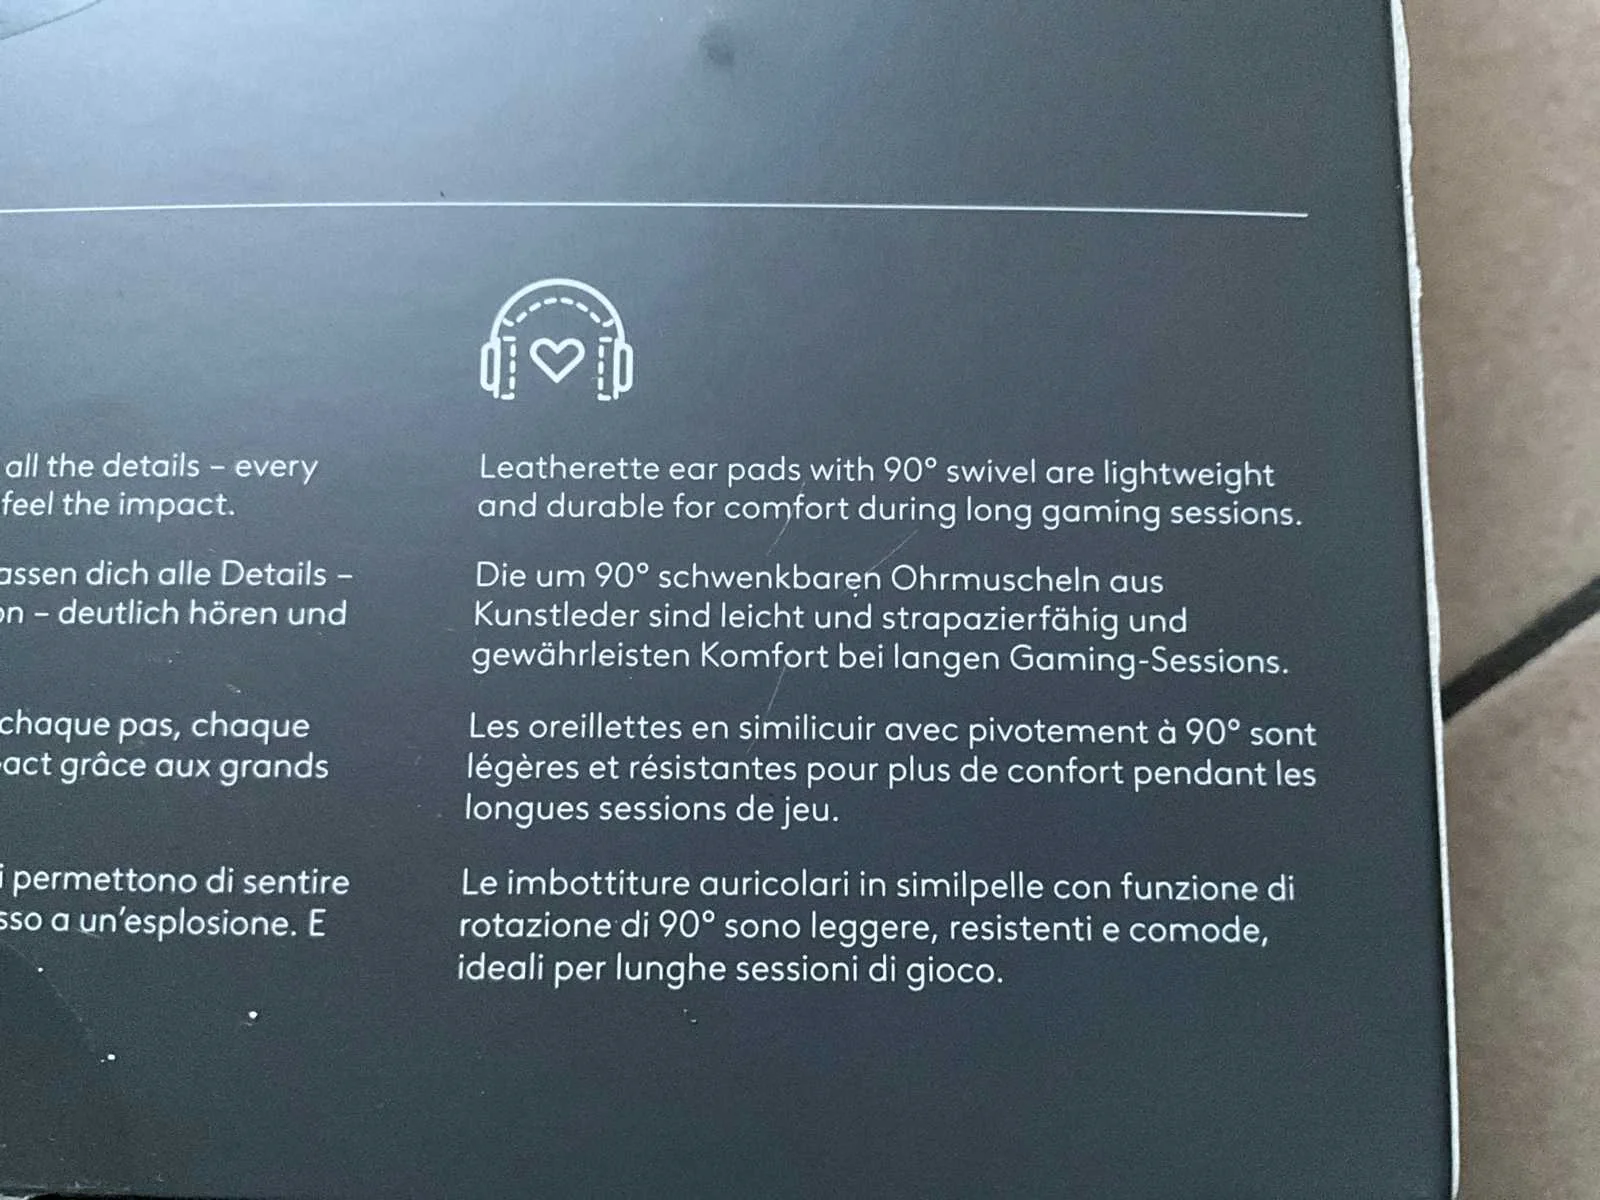 all the details – every
feel the impact.
assen dich alle Details –
on – deutlich hören und
chaque pas, chaque
act grâce aux grands
i permettono di sentire
sso a un'esplosione. E
Leatherette ear pads with 90° swivel are lightweight
and durable for comfort during long gaming sessions.
Die um 90° schwenkbaren Ohrmuscheln aus
Kunstleder sind leicht und strapazierfähig und
gewährleisten Komfort bei langen Gaming-Sessions.
Les oreillettes en similicuir avec pivotement à 90° sont
légères et résistantes pour plus de confort pendant les
longues sessions de jeu.
Le imbottiture auricolari in similpelle con funzione di
rotazione di 90° sono leggere, resistenti e comode,
ideali per lunghe sessioni di gioco.